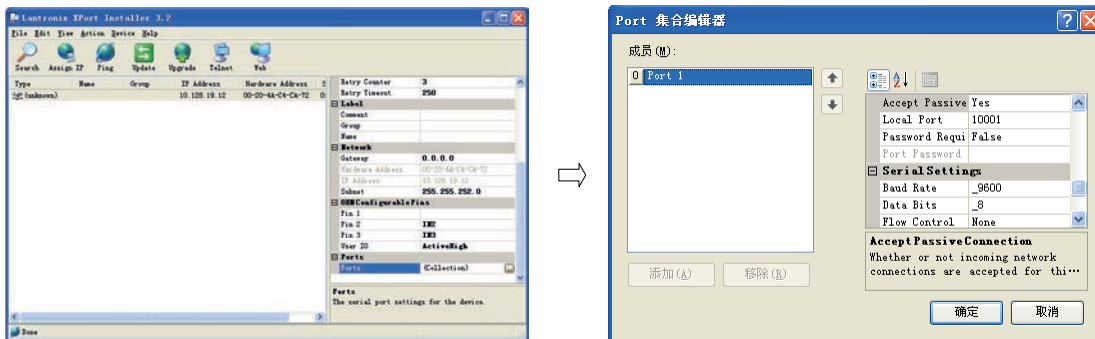 Lantronix XPort Installer 3.2
File Edit View Action Device Help
Search Assign IP Ping Update Upgrade Telnet Web
Type Name Group IP Address Hardware Address
(unknown) 10.128.19.12 00-20-4A-C4-CA-72 0
Retry Counter 3
Retry Timeout 250
Label
Comment
Group
Name
Network
Gateway 0.0.0.0
Hardware Address 00-20-4A-C4-CA-72
IP Address 10.128.19.12
Subnet 255.255.252.0
OEMConfigurablePins
Pin 1
Pin 2 IN2
Pin 3 IN3
User IO ActiveHigh
Ports
Ports (Collection)
Ports
The serial port settings for the device.
Done
⇨
Port 集合编辑器
成员(M):
0 Port 1
Accept Passive Yes
Local Port 10001
Password Requi False
Port Password
SerialSettings
Baud Rate _9600
Data Bits _8
Flow Control None
AcceptPassiveConnection
Whether or not incoming network
connections are accepted for thi…
添加(A) 移除(R)
确定 取消